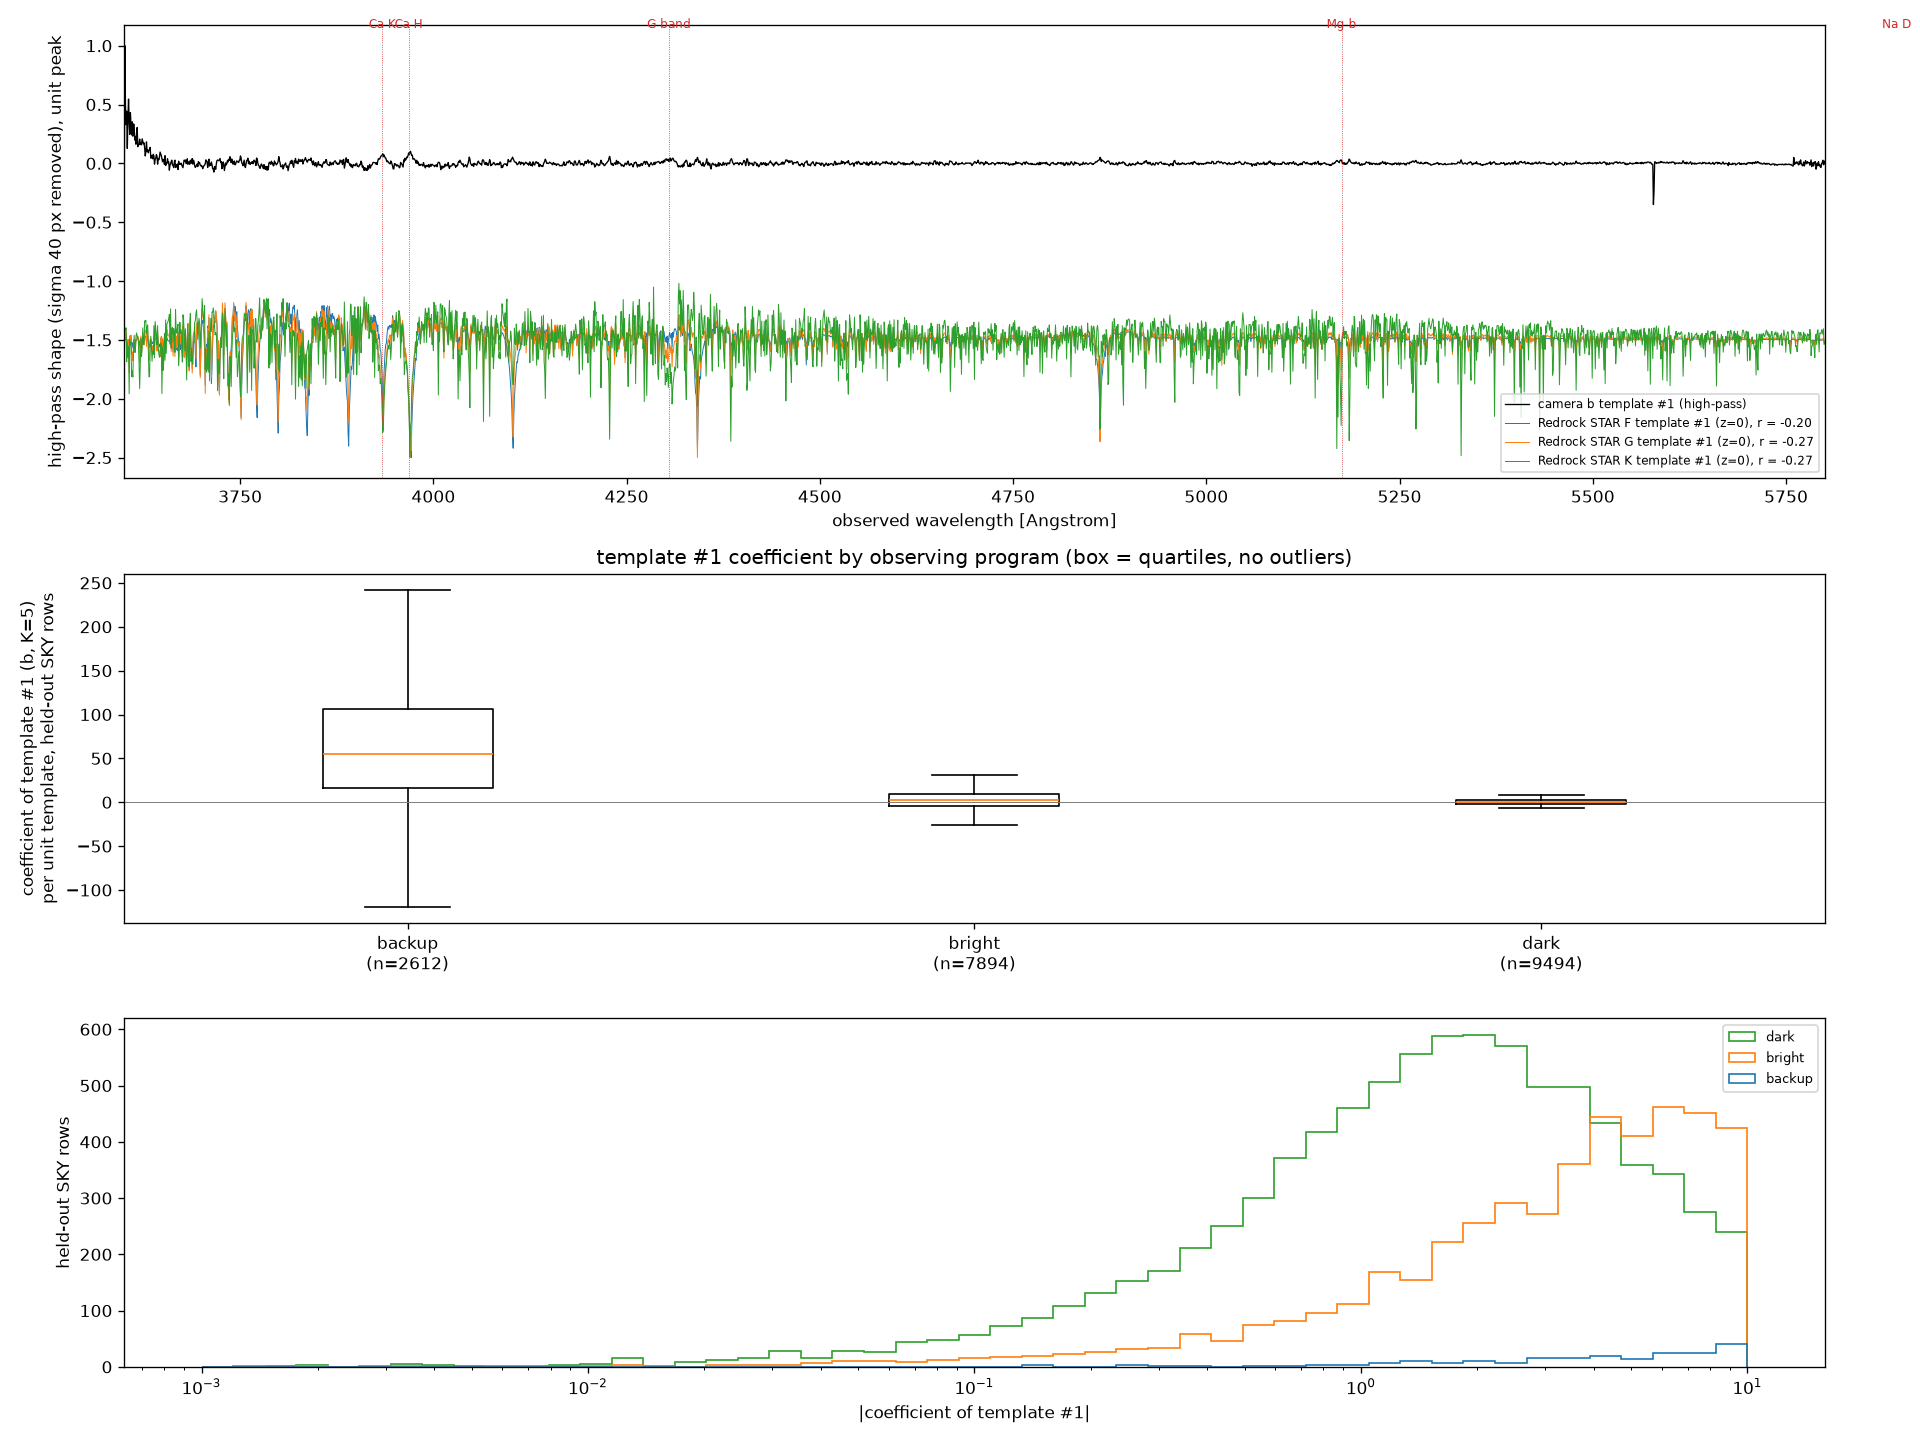 Ca K Ca H G band Mg b Na D
high-pass shape (sigma 40 px removed), unit peak
1.0
0.5
0.0
−0.5
−1.0
−1.5
−2.0
−2.5
camera b template #1 (high-pass)
Redrock STAR F template #1 (z=0), r = -0.20
Redrock STAR G template #1 (z=0), r = -0.27
Redrock STAR K template #1 (z=0), r = -0.27
3750 4000 4250 4500 4750 5000 5250 5500 5750
observed wavelength [Angstrom]
template #1 coefficient by observing program (box = quartiles, no outliers)
coefficient of template #1 (b, K=5)
per unit template, held-out SKY rows
250
200
150
100
50
0
−50
−100
backup bright dark
(n=2612) (n=7894) (n=9494)
held-out SKY rows
600
500
400
300
200
100
0
dark
bright
backup
10⁻³ 10⁻² 10⁻¹ 10⁰ 10¹
|coefficient of template #1|